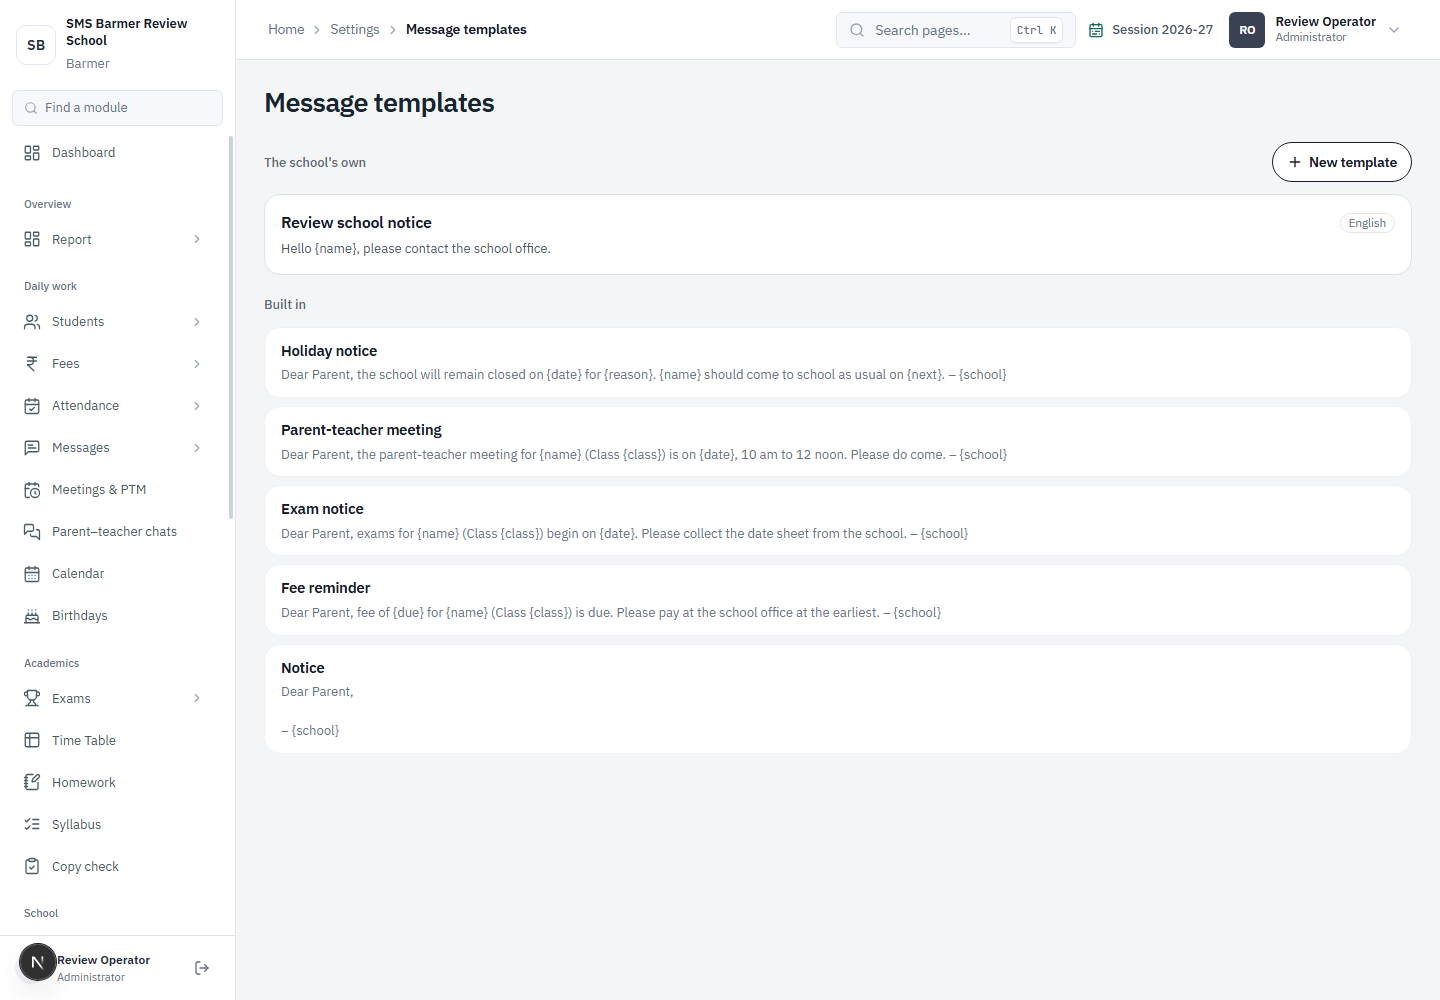 SB
SMS Barmer Review
School
Barmer
Find a module
Dashboard
Overview
Report
Daily work
Students
Fees
Attendance
Messages
Meetings & PTM
Parent–teacher chats
Calendar
Birthdays
Academics
Exams
Time Table
Homework
Syllabus
Copy check
School
N
Review Operator
Administrator
Home
Settings
Message templates
Search pages...
Ctrl K
Session 2026-27
RO
Review Operator
Administrator
Message templates
The school's own
New template
Review school notice
English
Hello {name}, please contact the school office.
Built in
Holiday notice
Dear Parent, the school will remain closed on {date} for {reason}. {name} should come to school as usual on {next}. – {school}
Parent-teacher meeting
Dear Parent, the parent-teacher meeting for {name} (Class {class}) is on {date}, 10 am to 12 noon. Please do come. – {school}
Exam notice
Dear Parent, exams for {name} (Class {class}) begin on {date}. Please collect the date sheet from the school. – {school}
Fee reminder
Dear Parent, fee of {due} for {name} (Class {class}) is due. Please pay at the school office at the earliest. – {school}
Notice
Dear Parent,
– {school}